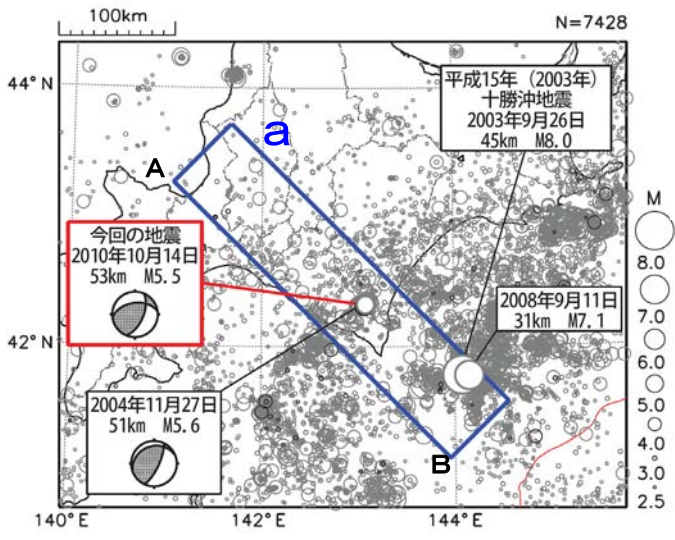 100km
N=7428
44°N
42°N
140°E
142°E
144°E
A
a
B
平成15年（2003年）
十勝沖地震
2003年9月26日
45km M8.0
今回の地震
2010年10月14日
53km M5.5
2008年9月11日
31km M7.1
2004年11月27日
51km M5.6
M
8.0
7.0
6.0
5.0
4.0
3.0
2.5